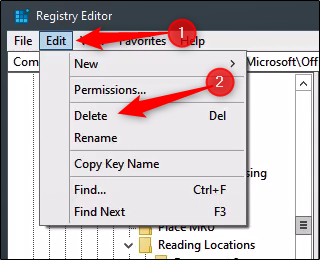 Registry Editor
1
File Edit Favorites Help
Com Microsoft\Off
New
2
Permissions...
Delete Del
Rename
Copy Key Name
sing
Find... Ctrl+F
Find Next F3
Place MRU
Reading Locations